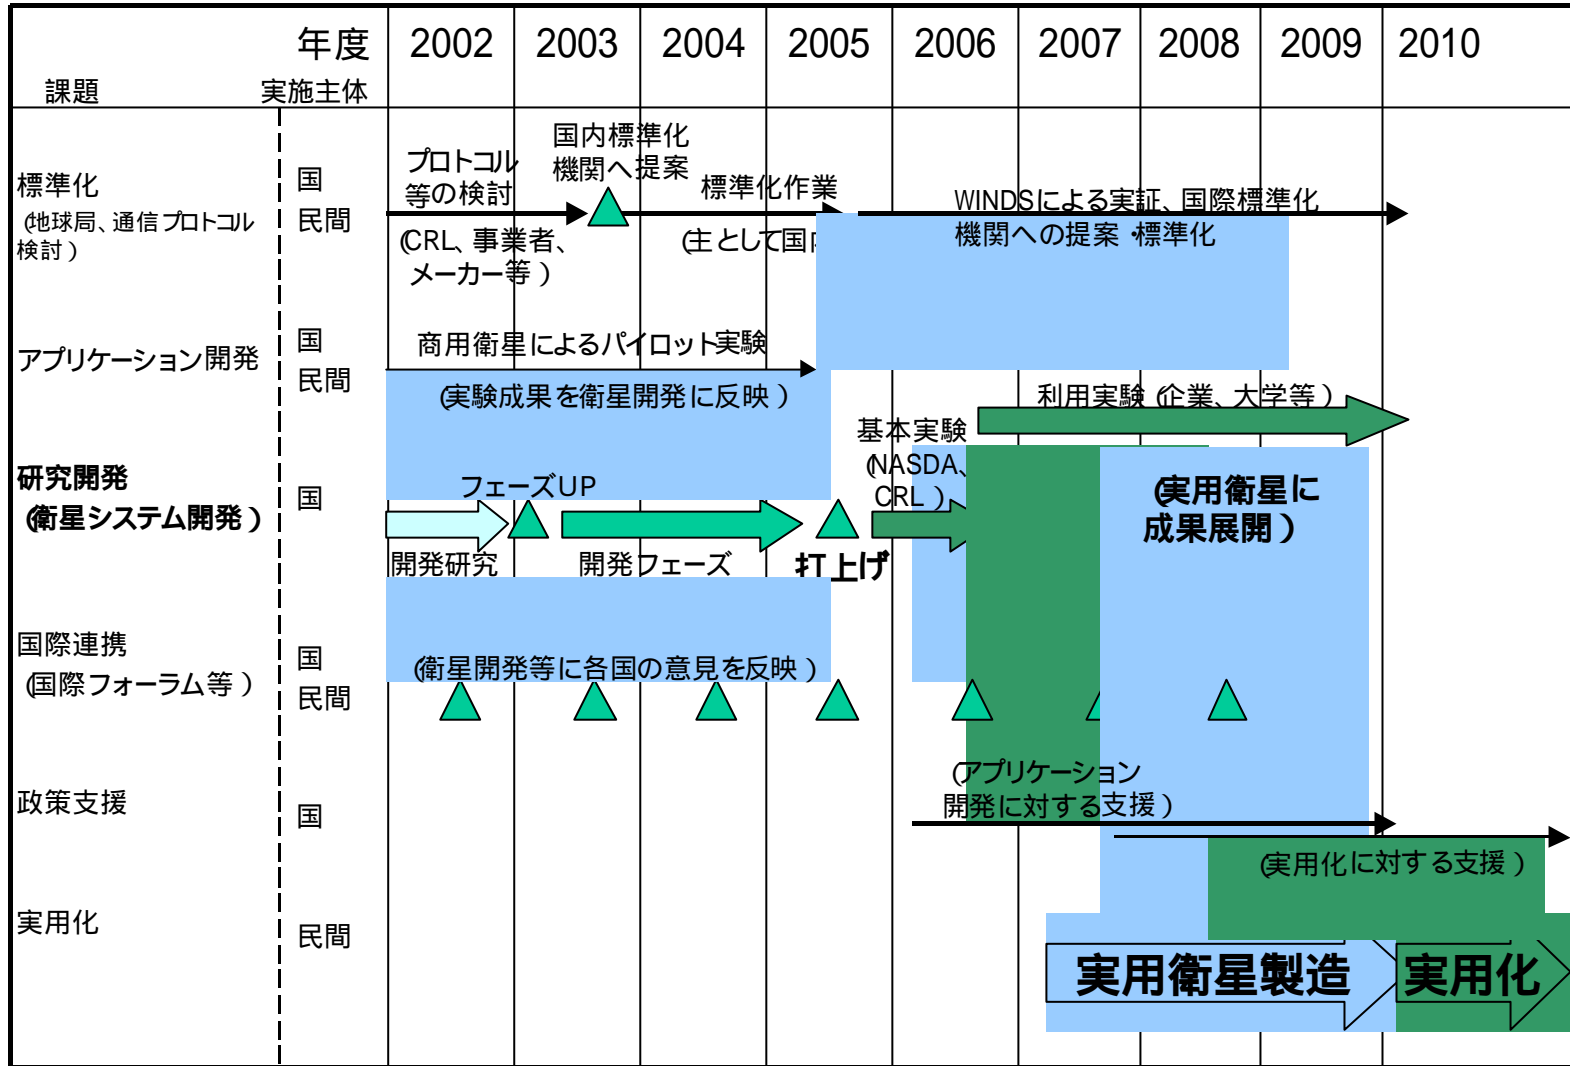 年度 2002 2003 2004 2005 2006 2007 2008 2009 2010
課題 実施主体
標準化
(地球局、通信プロトコル
検討)
国
民間
プロトコル
等の検討
(CRL、事業者、
メーカー等)
国内標準化
機関へ提案
標準化作業
(主として国内
WINDSによる実証、国際標準化
機関への提案・標準化
アプリケーション開発
国
民間
商用衛星によるパイロット実験
(実験成果を衛星開発に反映)
利用実験(企業、大学等)
研究開発
(衛星システム開発)
国
フェーズUP
開発研究
開発フェーズ
打上げ
基本実験
(NASDA、
CRL)
(実用衛星に
成果展開)
国際連携
(国際フォーラム等)
国
民間
(衛星開発等に各国の意見を反映)
政策支援
国
(アプリケーション
開発に対する支援)
(実用化に対する支援)
実用化
民間
実用衛星製造
実用化